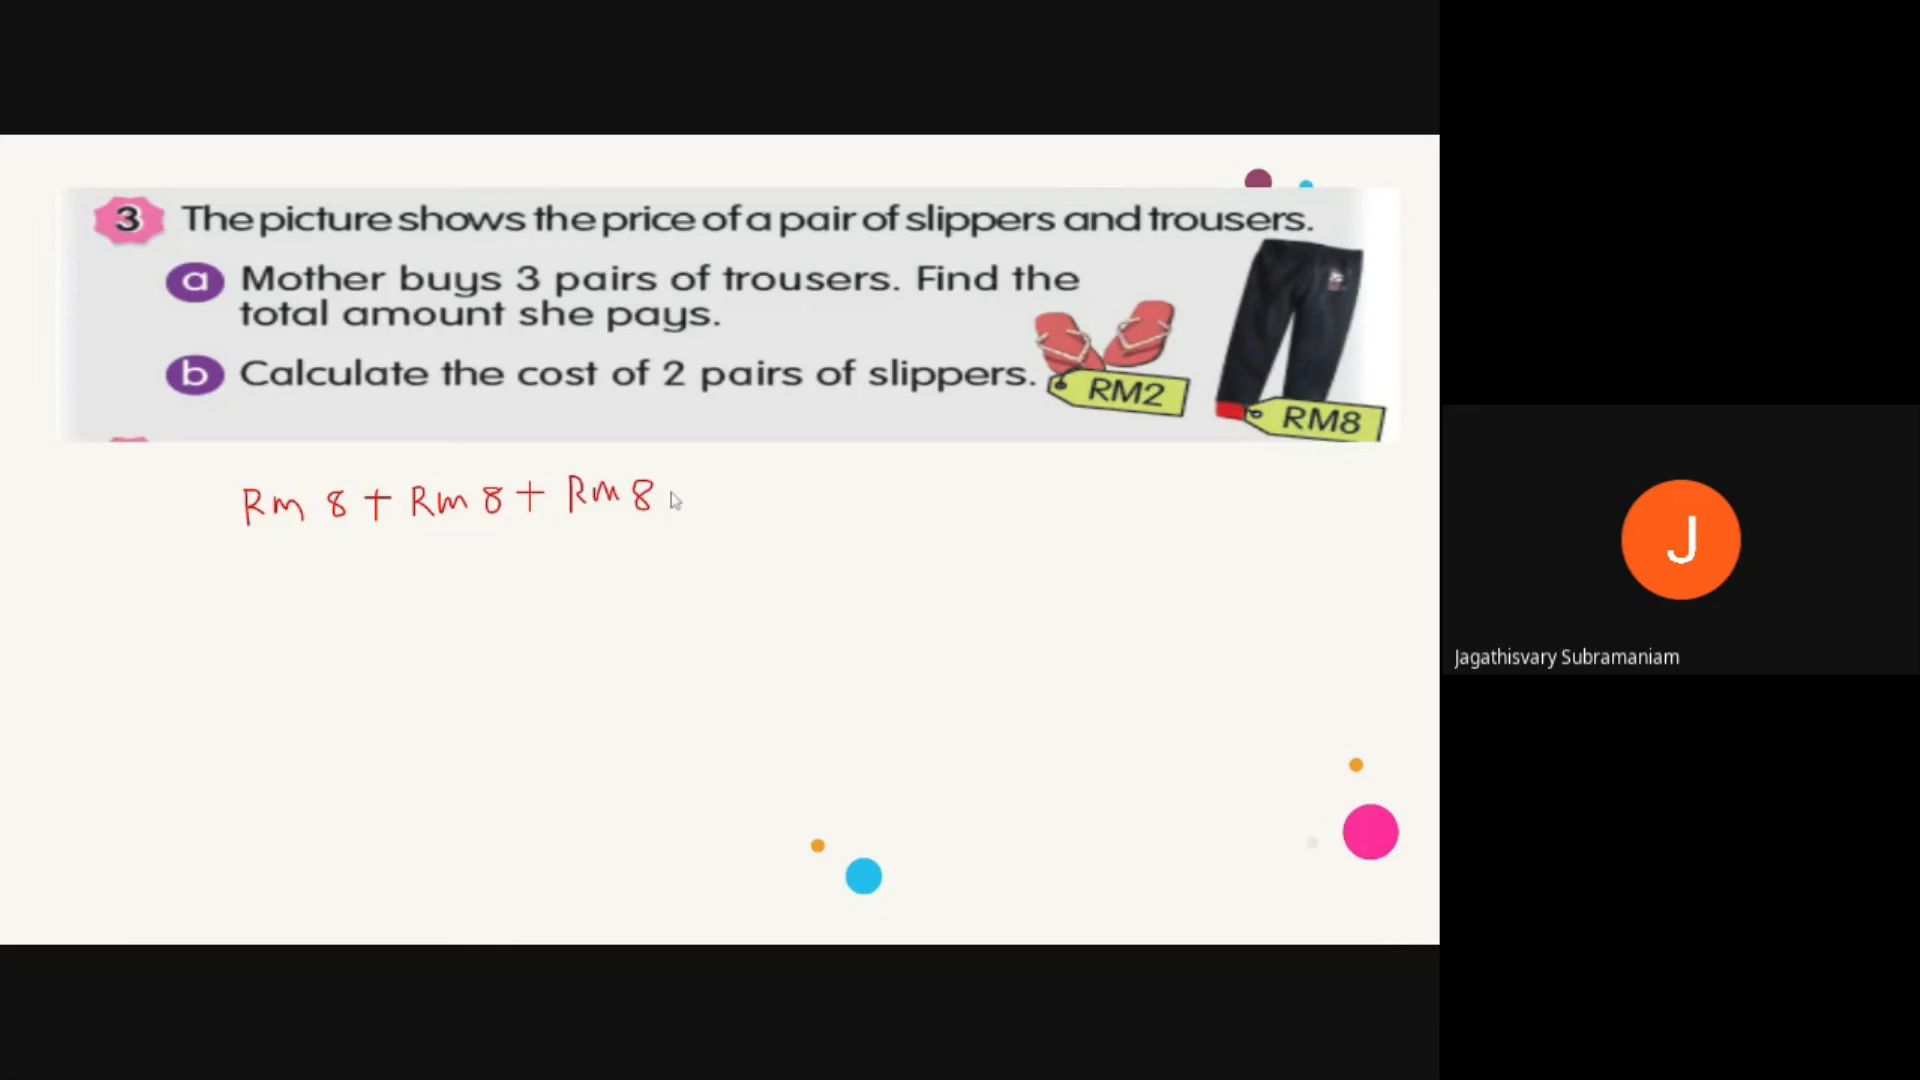 3 The picture shows the price of a pair of slippers and trousers.
a Mother buys 3 pairs of trousers. Find the
total amount she pays.
b Calculate the cost of 2 pairs of slippers.
RM2
RM8
Rm 8 + Rm 8 + Rm 8
J
Jagathisvary Subramaniam